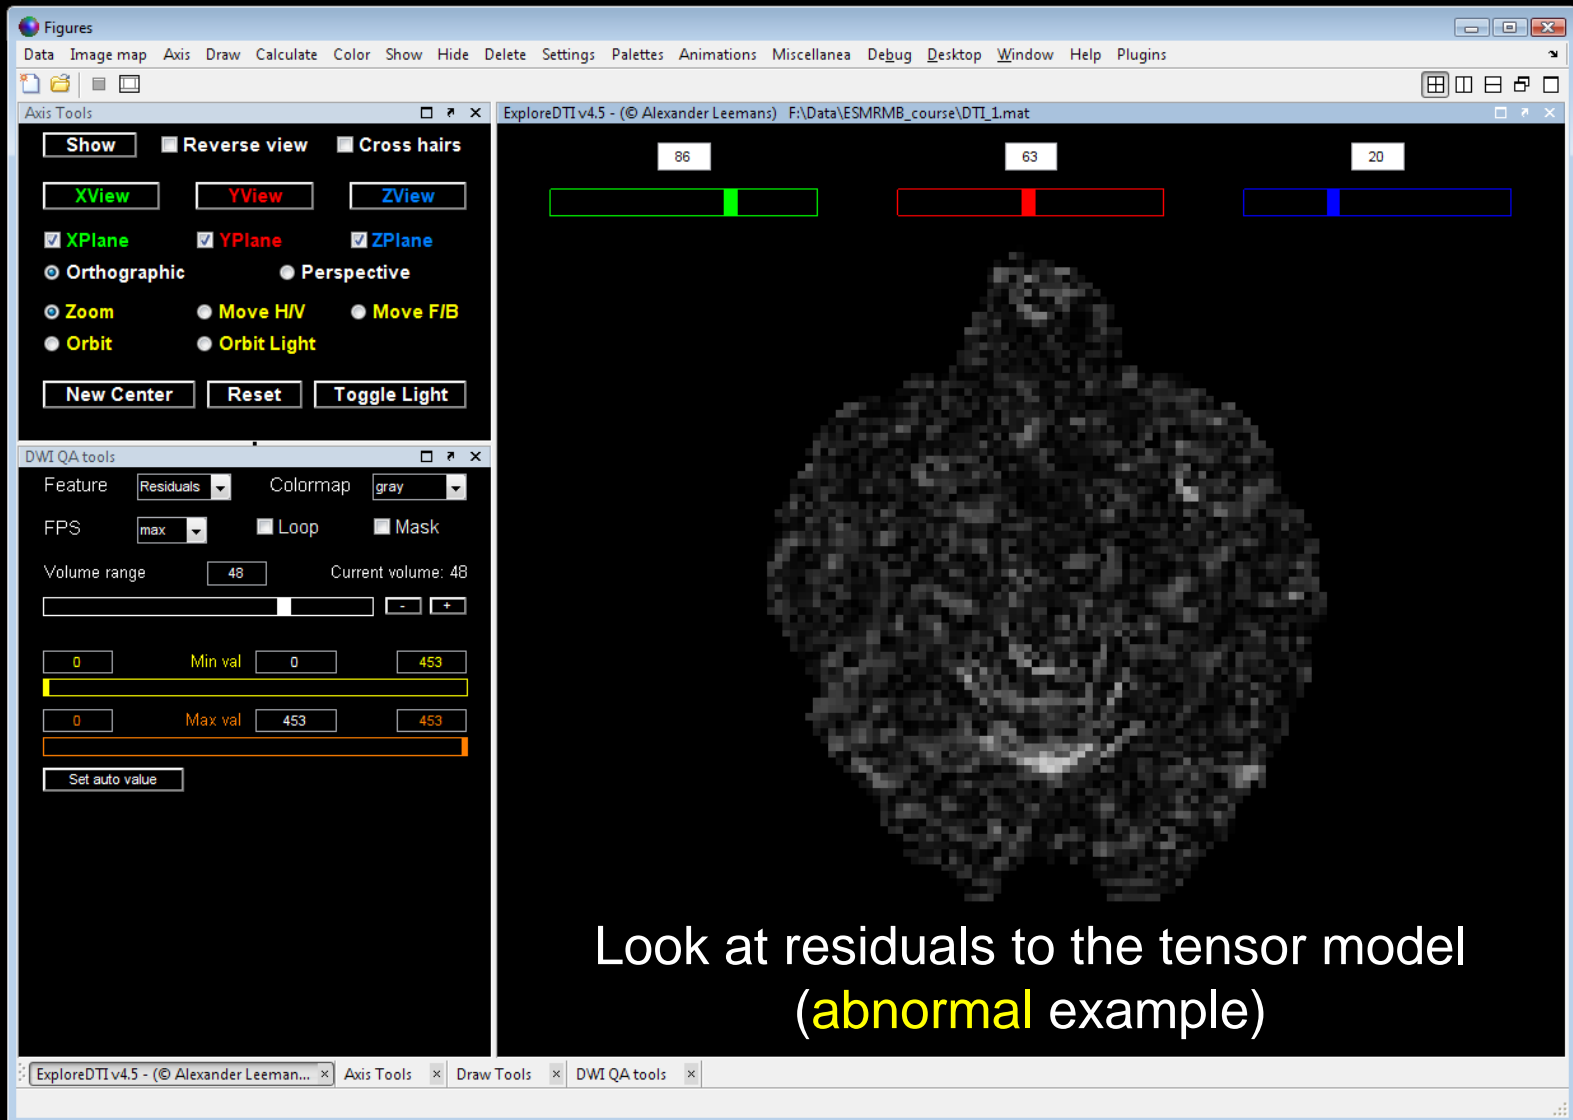 Figures
Data Image map Axis Draw Calculate Color Show Hide Delete Settings Palettes Animations Miscellanea Debug Desktop Window Help Plugins
Axis Tools
Show Reverse view Cross hairs
XView YView ZView
XPlane YPlane ZPlane
Orthographic Perspective
Zoom Move H/V Move F/B
Orbit Orbit Light
New Center Reset Toggle Light
DWI QA tools
Feature Residuals Colormap gray
FPS max Loop Mask
Volume range 48 Current volume: 48
- +
0 Min val 0 453
0 Max val 453 453
Set auto value
ExploreDTI v4.5 - (© Alexander Leemans) F:\Data\ESMRMB_course\DTI_1.mat
86 63 20
Look at residuals to the tensor model
(abnormal example)
ExploreDTI v4.5 - (© Alexander Leeman... × Axis Tools × Draw Tools × DWI QA tools ×